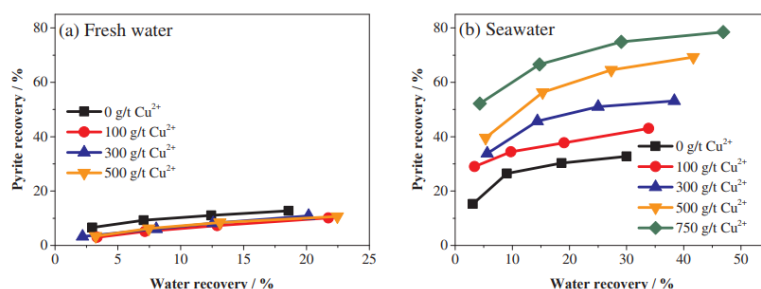 (a) Fresh water
80
60
40
20
0
0 g/t Cu²⁺
100 g/t Cu²⁺
300 g/t Cu²⁺
500 g/t Cu²⁺
Pyrite recovery / %
0 5 10 15 20 25
Water recovery / %
(b) Seawater
80
60
40
20
0
0 g/t Cu²⁺
100 g/t Cu²⁺
300 g/t Cu²⁺
500 g/t Cu²⁺
750 g/t Cu²⁺
Pyrite recovery / %
0 10 20 30 40 50
Water recovery / %